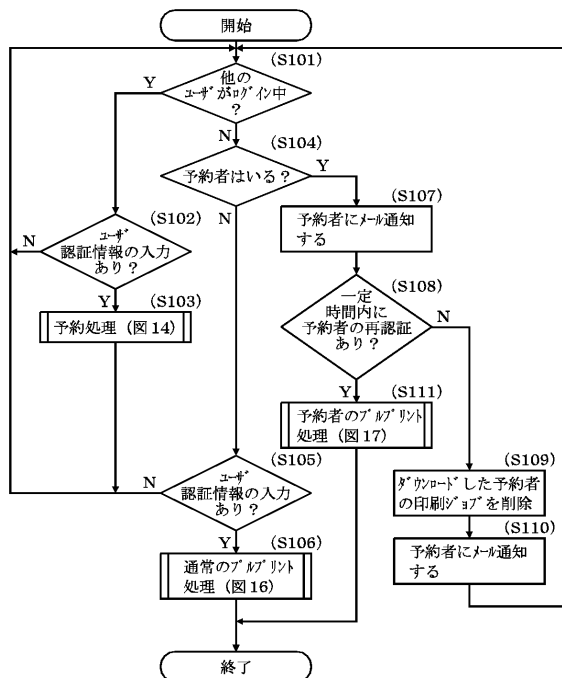 開始
(S101)
他の
ﾕｰｻﾞがﾛｸﾞｲﾝ中
?
Y
N
(S104)
予約者はいる?
Y
N
(S107)
予約者にﾒｰﾙ通知
する
(S102)
ﾕｰｻﾞ
認証情報の入力
あり?
N
Y
(S103)
予約処理(図14)
(S108)
一定
時間内に
予約者の再認証
あり?
N
Y
(S111)
予約者のﾌﾟﾙﾌﾟﾘﾝﾄ
処理(図17)
(S105)
ﾕｰｻﾞ
認証情報の入力
あり?
N
Y
(S109)
ﾀﾞｳﾝﾛｰﾄﾞした予約者
の印刷ｼﾞｮﾌﾞを削除
(S110)
予約者にﾒｰﾙ通知
する
(S106)
通常のﾌﾟﾙﾌﾟﾘﾝﾄ
処理(図16)
終了